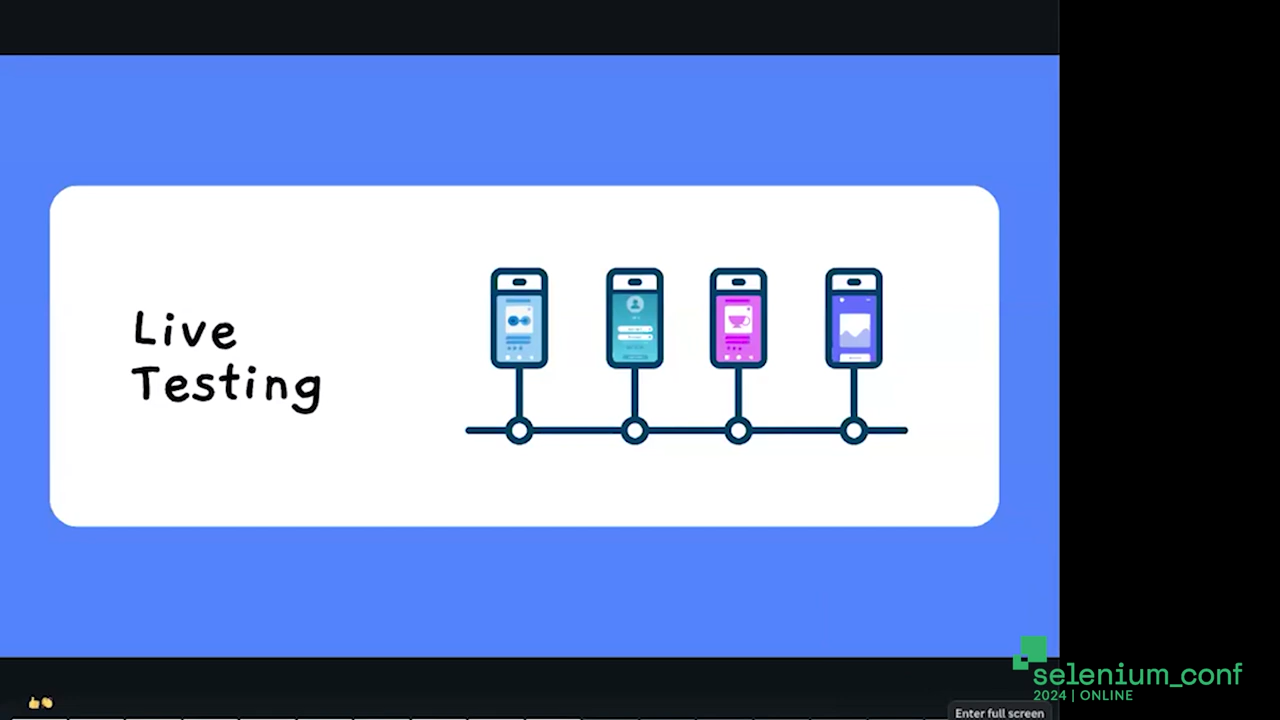 Live
Testing
selenium_conf
2024 | ONLINE
Enter full screen